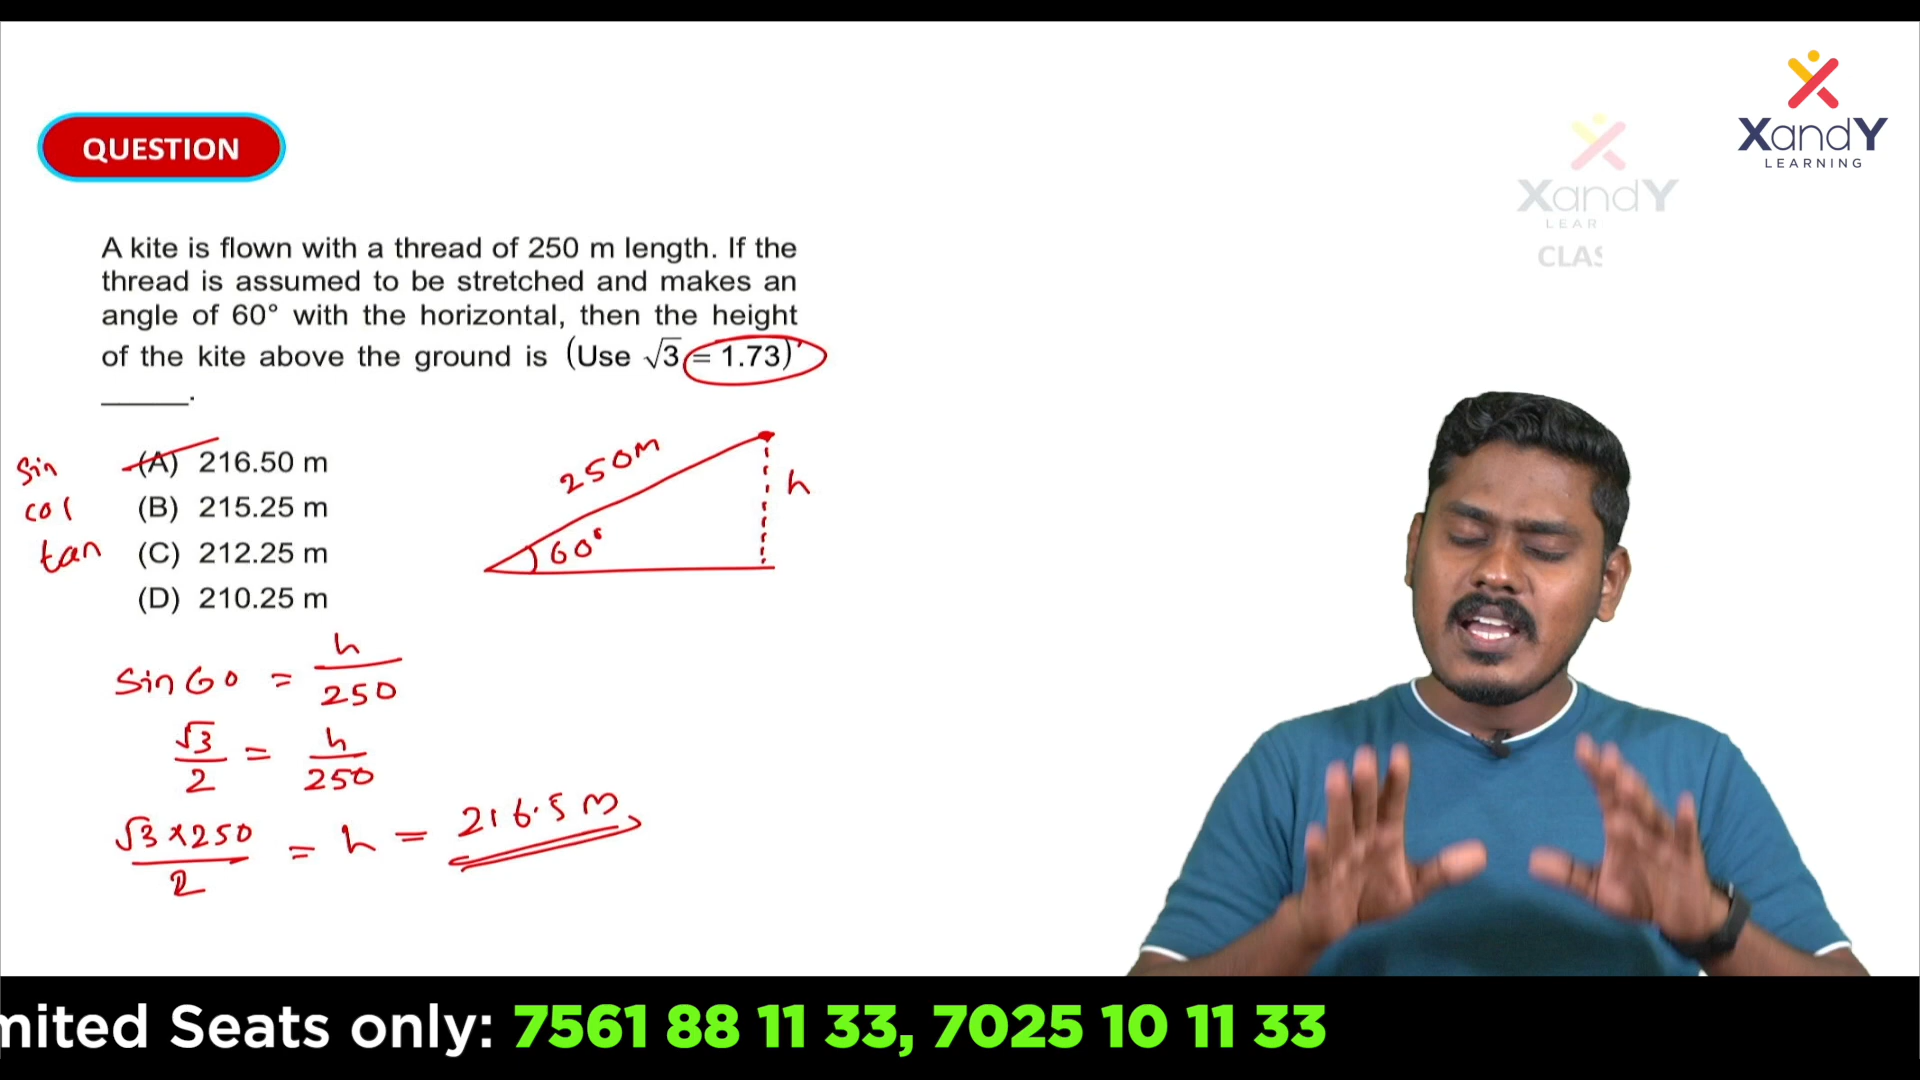 XandY
LEARNING
XandY
LEAR
CLAS
QUESTION
A kite is flown with a thread of 250 m length. If the
thread is assumed to be stretched and makes an
angle of 60° with the horizontal, then the height
of the kite above the ground is (Use √3 = 1.73)
______.
(A) 216.50 m
(B) 215.25 m
(C) 212.25 m
(D) 210.25 m
Sin
cos
tan
250m
h
60°
Sin 60 = h/250
√3/2 = h/250
√3×250/2 = h = 216.5 m
mited Seats only: 7561 88 11 33, 7025 10 11 33